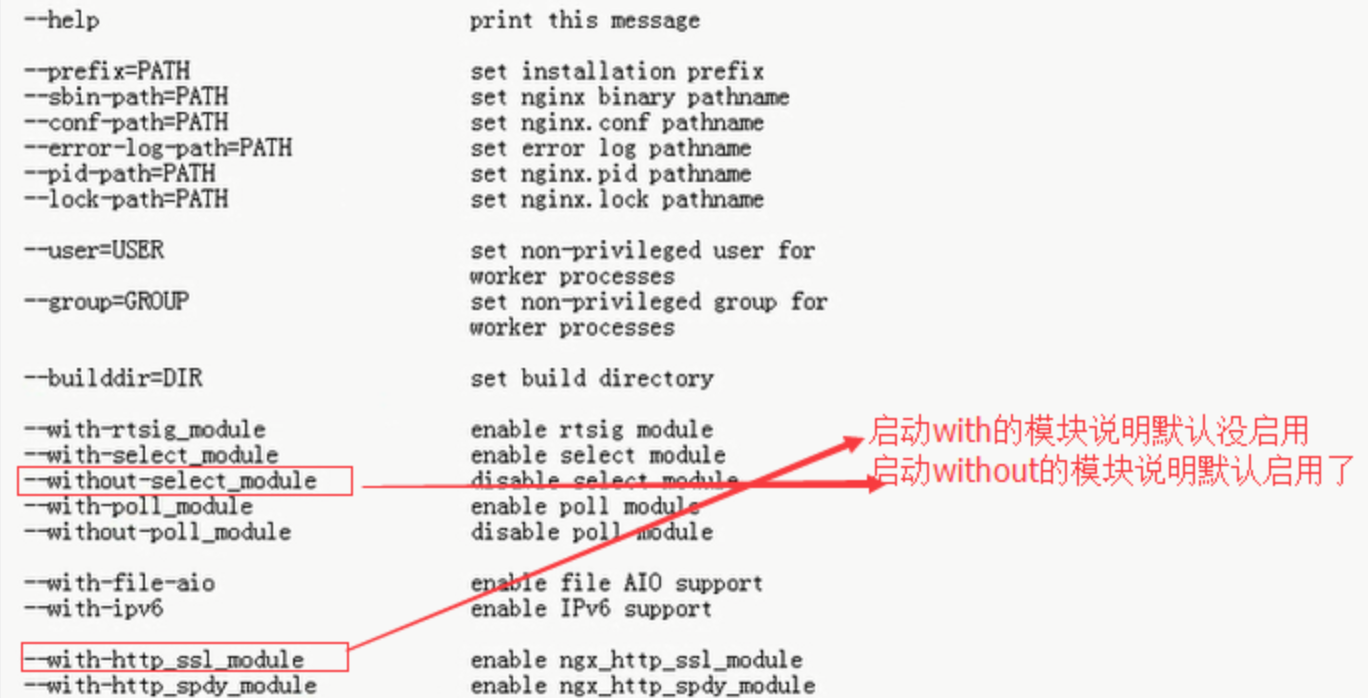 --help print this message
--prefix=PATH set installation prefix
--sbin-path=PATH set nginx binary pathname
--conf-path=PATH set nginx.conf pathname
--error-log-path=PATH set error log pathname
--pid-path=PATH set nginx.pid pathname
--lock-path=PATH set nginx.lock pathname
--user=USER set non-privileged user for
worker processes
--group=GROUP set non-privileged group for
worker processes
--builddir=DIR set build directory
--with-rtsig_module enable rtsig module
启动with的模块说明默认没启用
--with-select_module enable select module
启动without的模块说明默认启用了
--without-select_module disable select module
--with-poll_module enable poll module
--without-poll_module disable poll module
--with-file-aio enable file AIO support
--with-ipv6 enable IPv6 support
--with-http_ssl_module enable ngx_http_ssl_module
--with-http_spdy_module enable ngx_http_spdy_module